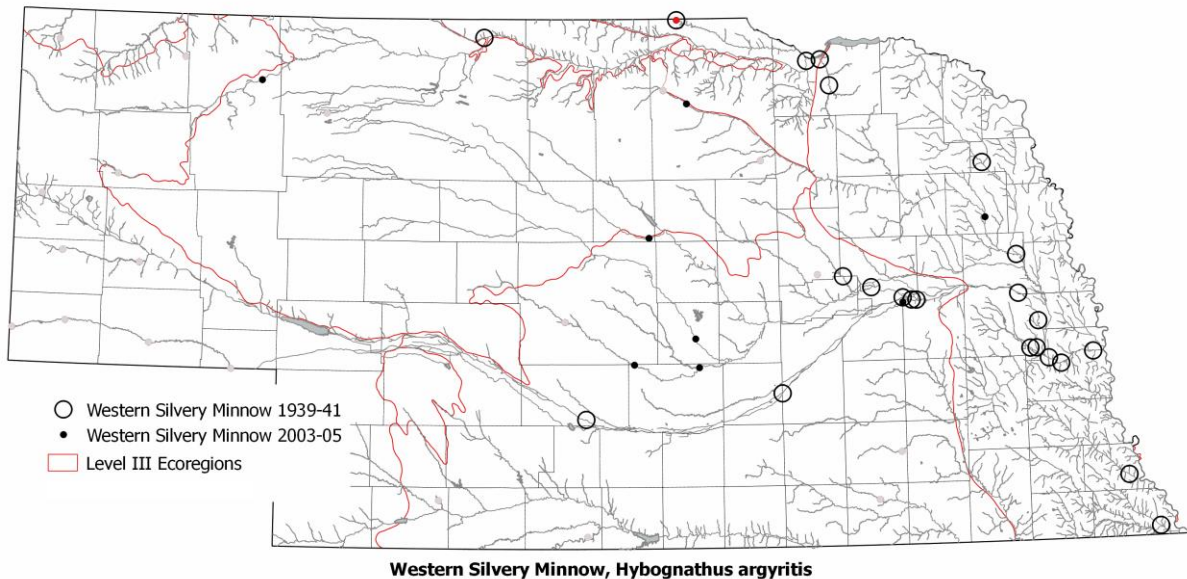 Western Silvery Minnow 1939-41
Western Silvery Minnow 2003-05
Level III Ecoregions
Western Silvery Minnow, Hybognathus argyritis